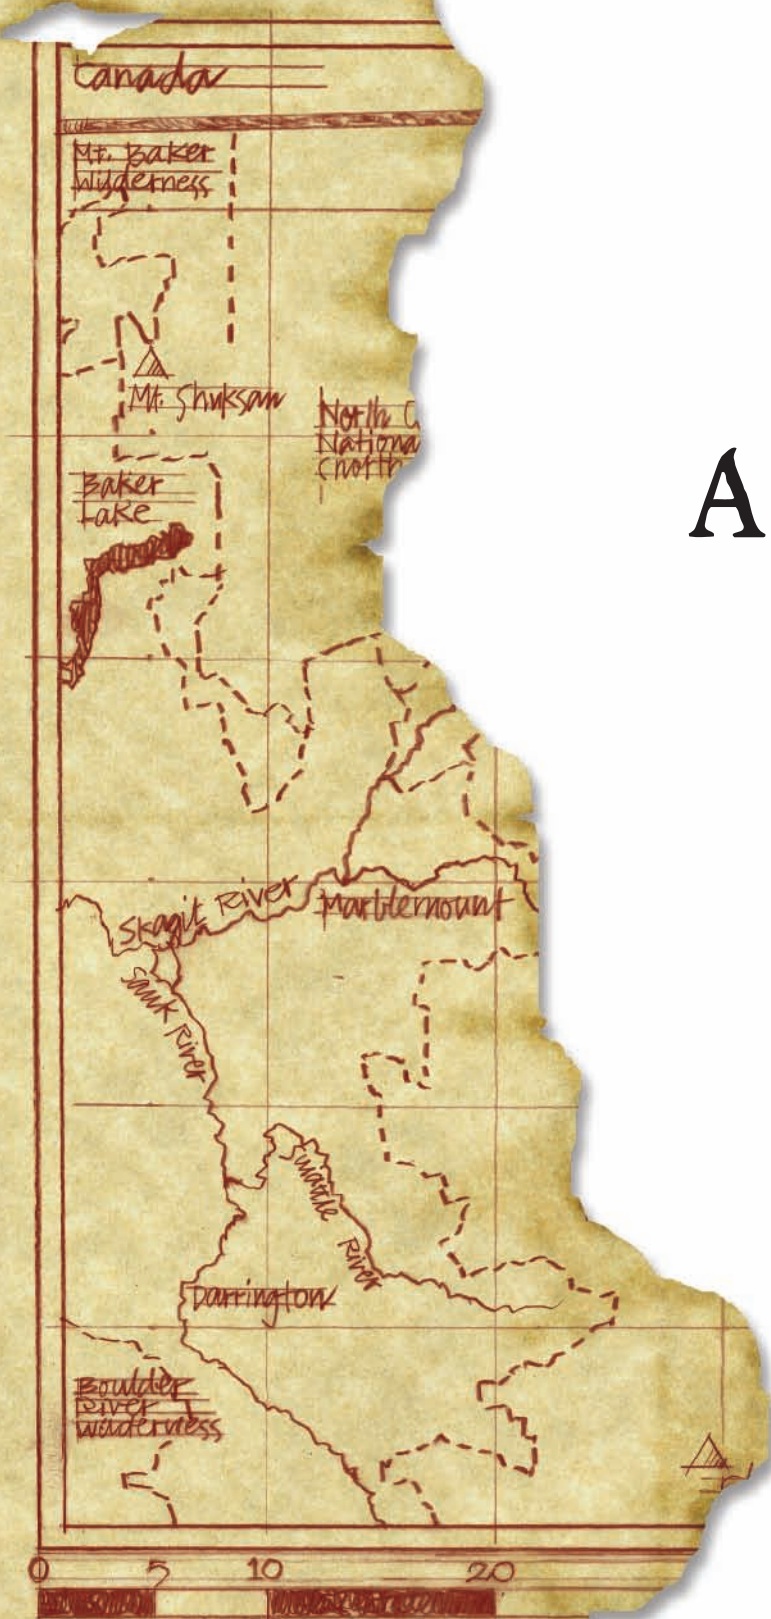 Canada
Mt. Baker
Wilderness
Mt. Shuksan
North C
Nationa
(north
Baker
Lake
A
Skagit River
Marblemount
Sauk River
Suiattle River
Darrington
Boulder
River
Wilderness
0 5 10 20